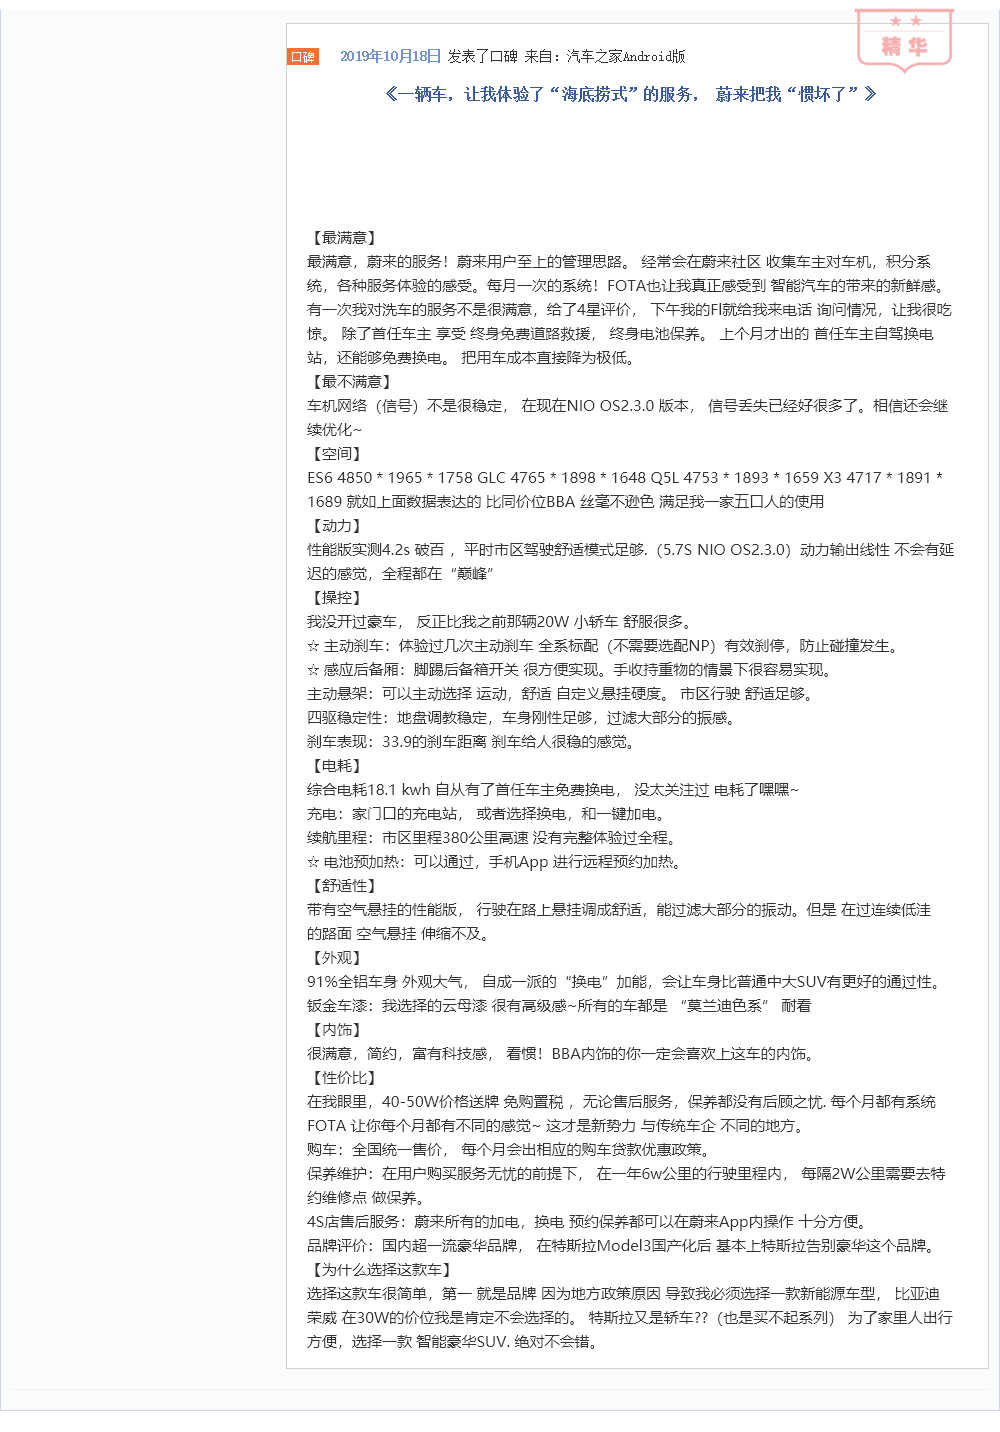 精华
口碑 2019年10月18日 发表了口碑 来自：汽车之家Android版
《一辆车，让我体验了“海底捞式”的服务， 蔚来把我“惯坏了”》
【最满意】
最满意，蔚来的服务！蔚来用户至上的管理思路。 经常会在蔚来社区 收集车主对车机，积分系
统，各种服务体验的感受。每月一次的系统！FOTA也让我真正感受到 智能汽车的带来的新鲜感。
有一次我对洗车的服务不是很满意，给了4星评价， 下午我的Fl就给我来电话 询问情况，让我很吃
惊。 除了首任车主 享受 终身免费道路救援， 终身电池保养。 上个月才出的 首任车主自驾换电
站，还能够免费换电。 把用车成本直接降为极低。
【最不满意】
车机网络（信号）不是很稳定， 在现在NIO OS2.3.0 版本， 信号丢失已经好很多了。相信还会继
续优化~
【空间】
ES6 4850 * 1965 * 1758 GLC 4765 * 1898 * 1648 Q5L 4753 * 1893 * 1659 X3 4717 * 1891 *
1689 就如上面数据表达的 比同价位BBA 丝毫不逊色 满足我一家五口人的使用
【动力】
性能版实测4.2s 破百 ，平时市区驾驶舒适模式足够.（5.7S NIO OS2.3.0）动力输出线性 不会有延
迟的感觉，全程都在“巅峰”
【操控】
我没开过豪车， 反正比我之前那辆20W 小轿车 舒服很多。
☆ 主动刹车：体验过几次主动刹车 全系标配（不需要选配NP）有效刹停，防止碰撞发生。
☆ 感应后备厢：脚踢后备箱开关 很方便实现。手收持重物的情景下很容易实现。
主动悬架：可以主动选择 运动，舒适 自定义悬挂硬度。 市区行驶 舒适足够。
四驱稳定性：地盘调教稳定，车身刚性足够，过滤大部分的振感。
刹车表现：33.9的刹车距离 刹车给人很稳的感觉。
【电耗】
综合电耗18.1 kwh 自从有了首任车主免费换电， 没太关注过 电耗了嘿嘿~
充电：家门口的充电站， 或者选择换电，和一键加电。
续航里程：市区里程380公里高速 没有完整体验过全程。
☆ 电池预加热：可以通过，手机App 进行远程预约加热。
【舒适性】
带有空气悬挂的性能版， 行驶在路上悬挂调成舒适，能过滤大部分的振动。但是 在过连续低洼
的路面 空气悬挂 伸缩不及。
【外观】
91%全铝车身 外观大气， 自成一派的“换电”加能，会让车身比普通中大SUV有更好的通过性。
钣金车漆：我选择的云母漆 很有高级感~所有的车都是 “莫兰迪色系” 耐看
【内饰】
很满意，简约，富有科技感， 看惯！BBA内饰的你一定会喜欢上这车的内饰。
【性价比】
在我眼里，40-50W价格送牌 免购置税 ，无论售后服务，保养都没有后顾之忧. 每个月都有系统
FOTA 让你每个月都有不同的感觉~ 这才是新势力 与传统车企 不同的地方。
购车：全国统一售价， 每个月会出相应的购车贷款优惠政策。
保养维护：在用户购买服务无忧的前提下， 在一年6w公里的行驶里程内， 每隔2W公里需要去特
约维修点 做保养。
4S店售后服务：蔚来所有的加电，换电 预约保养都可以在蔚来App内操作 十分方便。
品牌评价：国内超一流豪华品牌， 在特斯拉Model3国产化后 基本上特斯拉告别豪华这个品牌。
【为什么选择这款车】
选择这款车很简单，第一 就是品牌 因为地方政策原因 导致我必须选择一款新能源车型， 比亚迪
荣威 在30W的价位我是肯定不会选择的。 特斯拉又是轿车??（也是买不起系列） 为了家里人出行
方便，选择一款 智能豪华SUV. 绝对不会错。